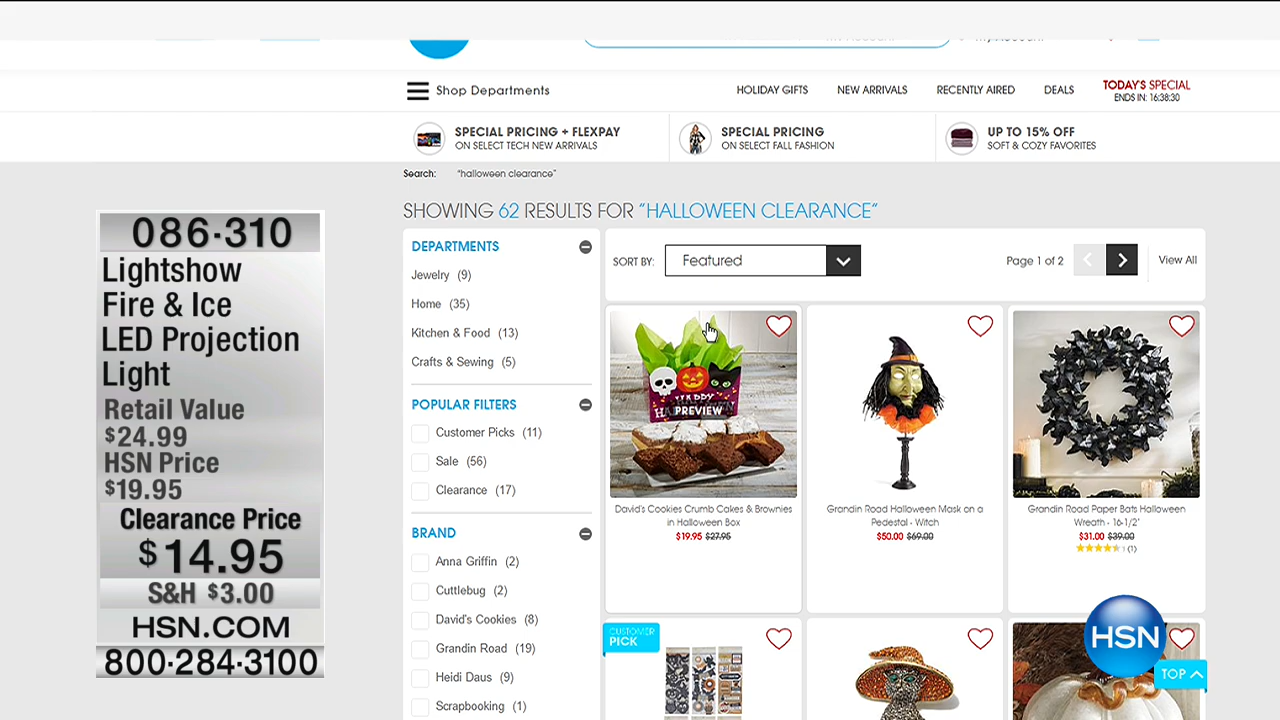 Shop Departments
HOLIDAY GIFTS
NEW ARRIVALS
RECENTLY AIRED
DEALS
TODAY'S SPECIAL
ENDS IN: 16:38:30
SPECIAL PRICING + FLEXPAY
ON SELECT TECH NEW ARRIVALS
SPECIAL PRICING
ON SELECT FALL FASHION
UP TO 15% OFF
SOFT & COZY FAVORITES
Search: "halloween clearance"
SHOWING 62 RESULTS FOR "HALLOWEEN CLEARANCE"
086-310
Lightshow
Fire & Ice
LED Projection
Light
Retail Value
$24.99
HSN Price
$19.95
Clearance Price
$14.95
S&H $3.00
HSN.COM
800-284-3100
DEPARTMENTS
Jewelry (9)
Home (35)
Kitchen & Food (13)
Crafts & Sewing (5)
POPULAR FILTERS
Customer Picks (11)
Sale (56)
Clearance (17)
BRAND
Anna Griffin (2)
Cuttlebug (2)
David's Cookies (8)
Grandin Road (19)
Heidi Daus (9)
Scrapbooking (1)
SORT BY: Featured
Page 1 of 2
View All
PREVIEW
David's Cookies Crumb Cakes & Brownies
in Halloween Box
$19.95 $27.95
Grandin Road Halloween Mask on a
Pedestal - Witch
$50.00 $69.00
Grandin Road Paper Bats Halloween
Wreath - 16-1/2"
$31.00 $39.00
(1)
CUSTOMER
PICK
HSN
TOP